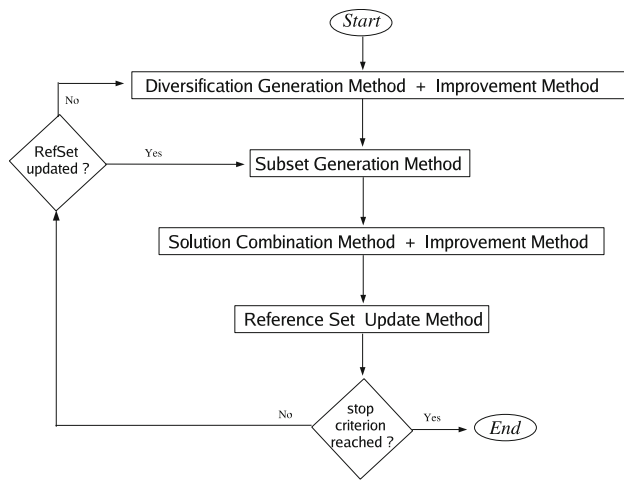 Start
Diversification Generation Method + Improvement Method
No
RefSet
updated ?
Yes
Subset Generation Method
Solution Combination Method + Improvement Method
Reference Set Update Method
stop
criterion
reached ?
No
Yes
End